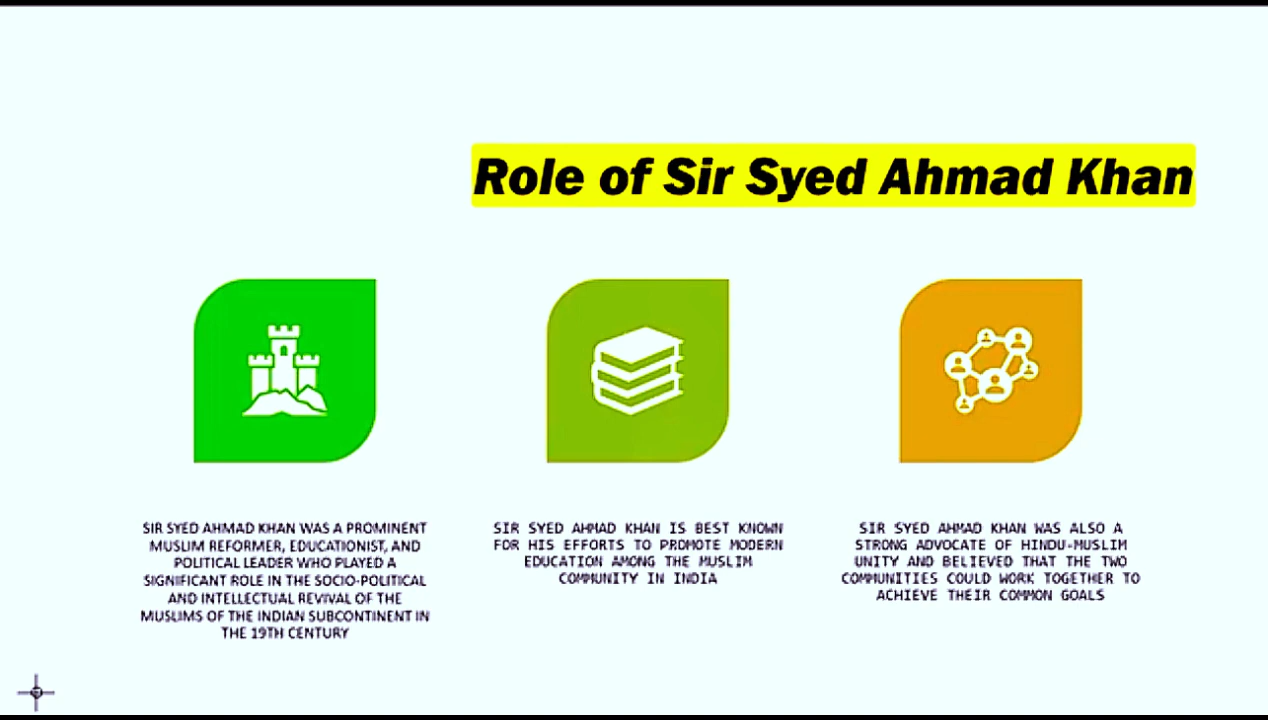 Role of Sir Syed Ahmad Khan
SIR SYED AHMAD KHAN WAS A PROMINENT
MUSLIM REFORMER, EDUCATIONIST, AND
POLITICAL LEADER WHO PLAYED A
SIGNIFICANT ROLE IN THE SOCIO-POLITICAL
AND INTELLECTUAL REVIVAL OF THE
MUSLIMS OF THE INDIAN SUBCONTINENT IN
THE 19TH CENTURY
SIR SYED AHMAD KHAN IS BEST KNOWN
FOR HIS EFFORTS TO PROMOTE MODERN
EDUCATION AMONG THE MUSLIM
COMMUNITY IN INDIA
SIR SYED AHMAD KHAN WAS ALSO A
STRONG ADVOCATE OF HINDU-MUSLIM
UNITY AND BELIEVED THAT THE TWO
COMMUNITIES COULD WORK TOGETHER TO
ACHIEVE THEIR COMMON GOALS